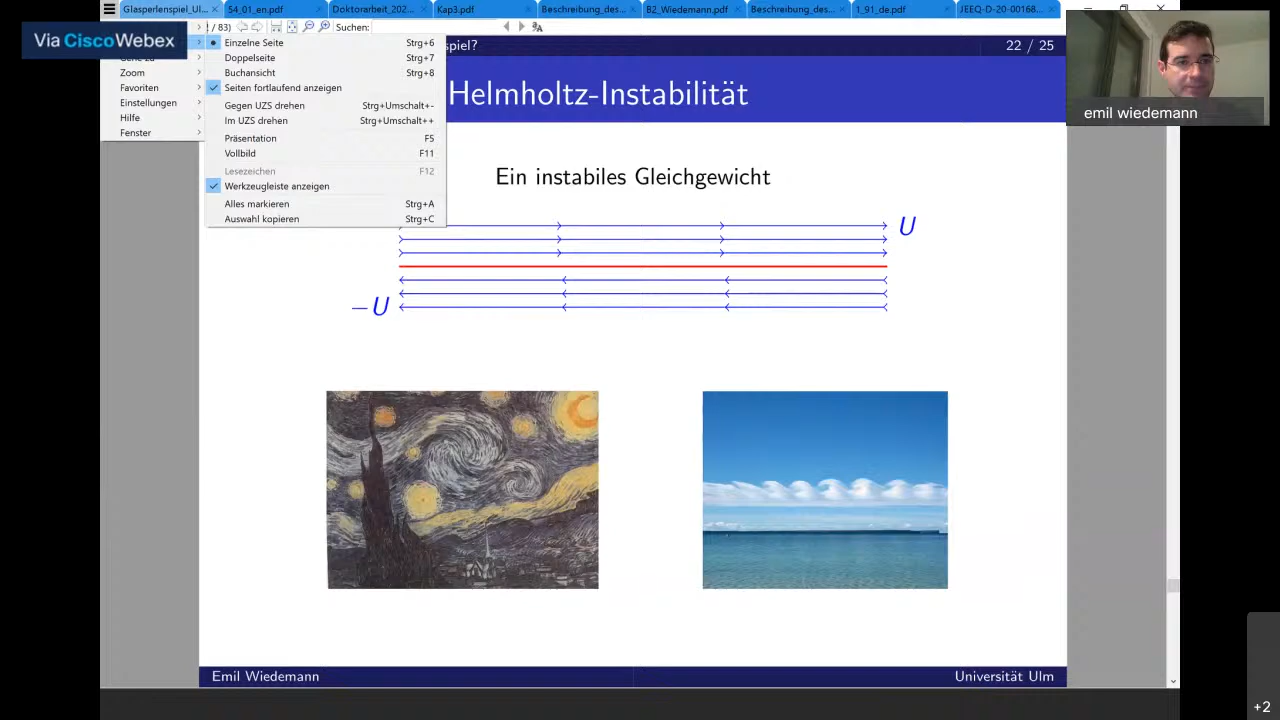 Glasperlenspiel_Ul...
S4_01_en.pdf
Doktorarbeit_202...
Kap3.pdf
Beschreibung_des...
B2_Wiedemann.pdf
Beschreibung_des...
1_91_de.pdf
JEEQ-D-20-00168...
/ 83)
Suchen:
Via CiscoWebex
Zoom
Favoriten
Einstellungen
Hilfe
Fenster
Einzelne Seite Strg+6
Doppelseite Strg+7
Buchansicht Strg+8
Seiten fortlaufend anzeigen
Gegen UZS drehen Strg+Umschalt+-
Im UZS drehen Strg+Umschalt++
Präsentation F5
Vollbild F11
Lesezeichen F12
Werkzeugleiste anzeigen
Alles markieren Strg+A
Auswahl kopieren Strg+C
spiel?
22 / 25
Helmholtz-Instabilität
emil wiedemann
Ein instabiles Gleichgewicht
U
−U
Emil Wiedemann
Universität Ulm
+2